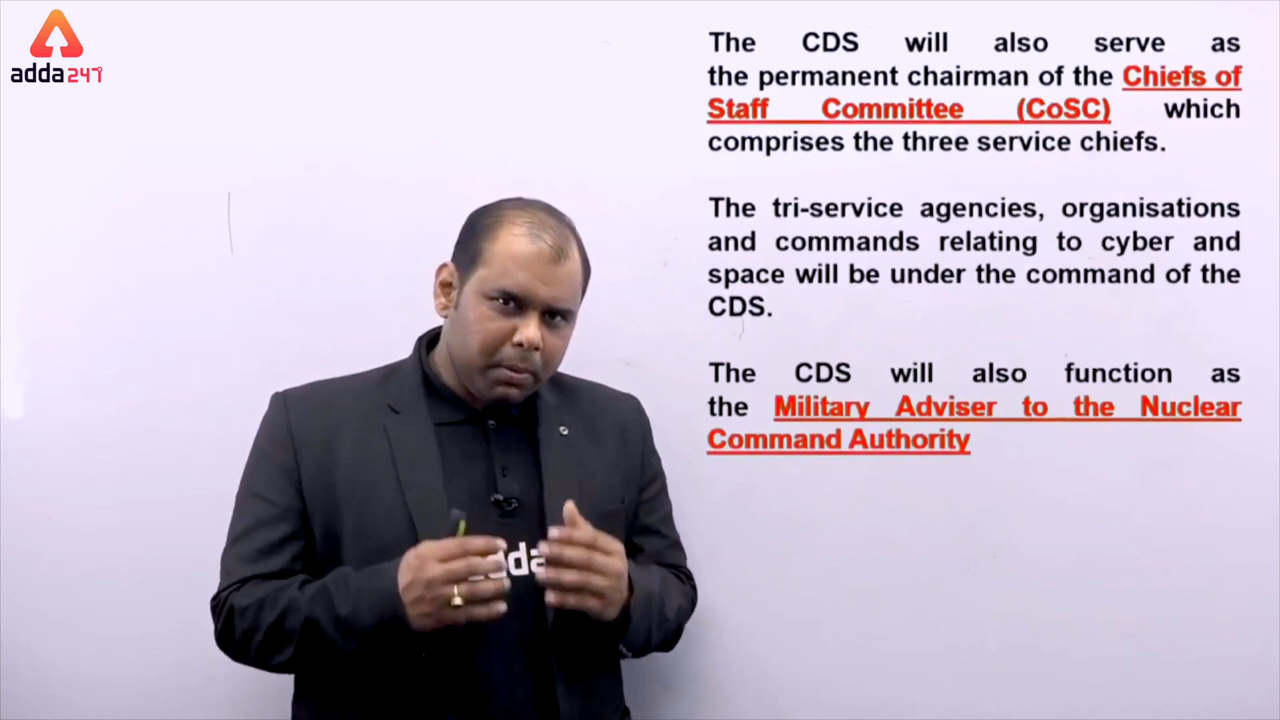 adda247
The CDS will also serve as
the permanent chairman of the Chiefs of
Staff Committee (CoSC) which
comprises the three service chiefs.
The tri-service agencies, organisations
and commands relating to cyber and
space will be under the command of the
CDS.
The CDS will also function as
the Military Adviser to the Nuclear
Command Authority
adda